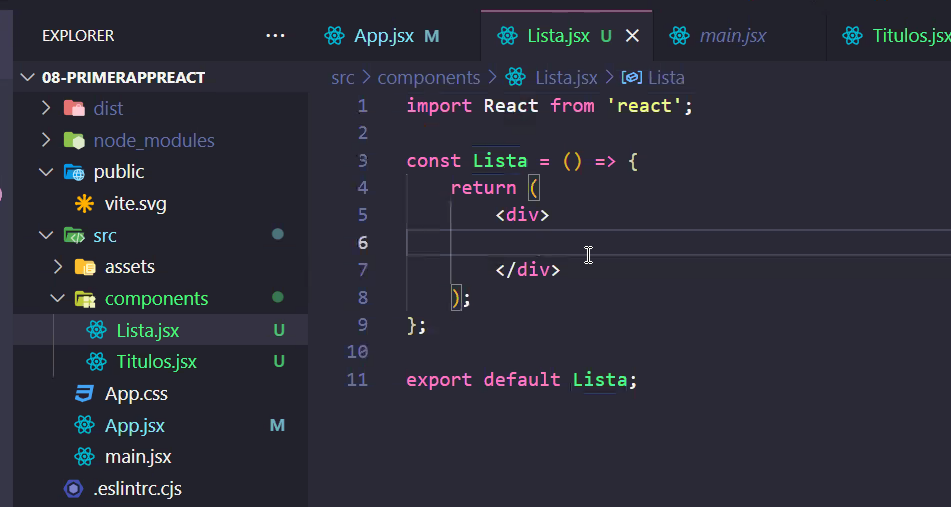 EXPLORER
08-PRIMERAPPREACT
dist
node_modules
public
vite.svg
src
assets
components
Lista.jsx U
Titulos.jsx U
App.css
App.jsx M
main.jsx
.eslintrc.cjs
App.jsx M Lista.jsx U main.jsx Titulos.jsx
src > components > Lista.jsx > Lista
1 import React from 'react';
2
3 const Lista = () => {
4 return (
5 <div>
6
7 </div>
8 );
9 };
10
11 export default Lista;